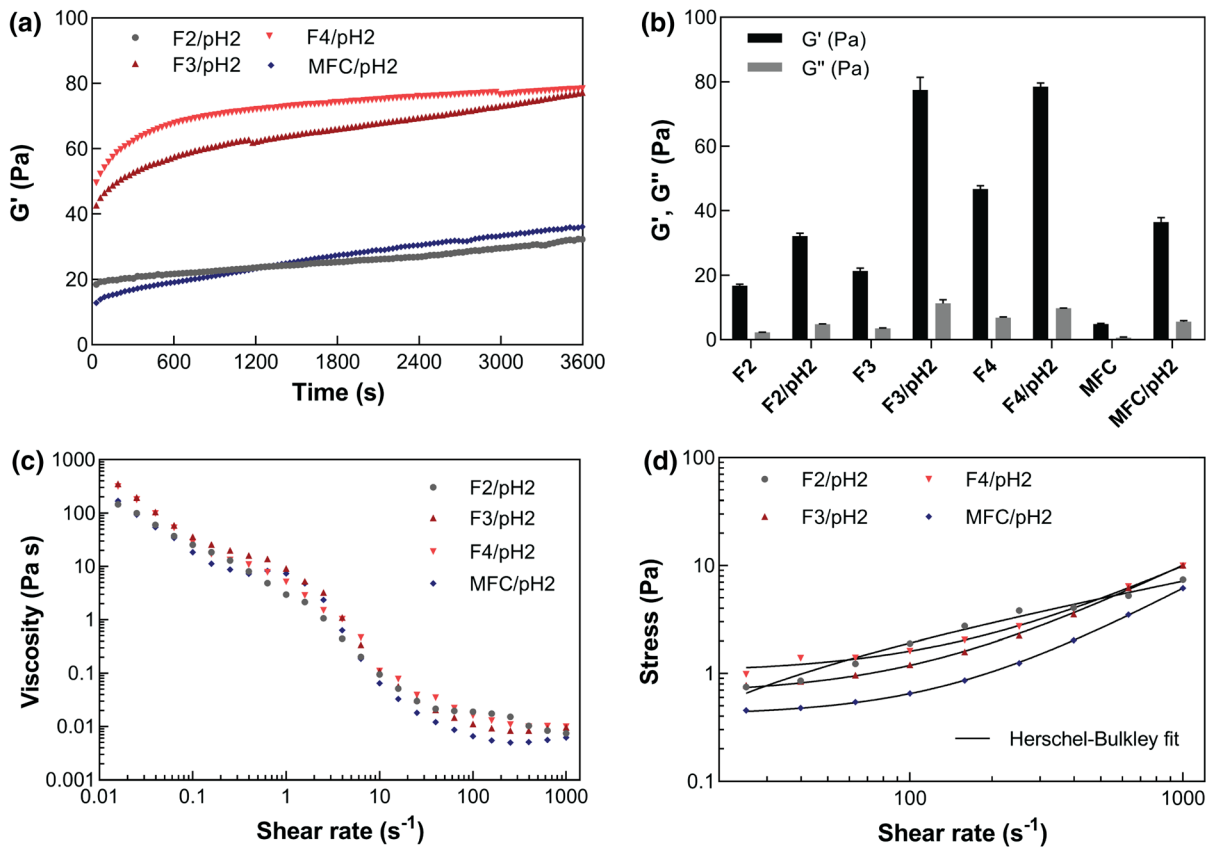 (a)
F2/pH2
F4/pH2
F3/pH2
MFC/pH2
100
80
60
40
20
0
G' (Pa)
0
600
1200
1800
2400
3000
3600
Time (s)
(b)
G' (Pa)
G" (Pa)
100
80
60
40
20
0
G', G" (Pa)
F2
F2/pH2
F3
F3/pH2
F4
F4/pH2
MFC
MFC/pH2
(c)
F2/pH2
F3/pH2
F4/pH2
MFC/pH2
1000
100
10
1
0.1
0.01
0.001
Viscosity (Pa s)
0.01
0.1
1
10
100
1000
Shear rate (s⁻¹)
(d)
F2/pH2
F4/pH2
F3/pH2
MFC/pH2
100
10
1
0.1
Stress (Pa)
Herschel-Bulkley fit
100
1000
Shear rate (s⁻¹)